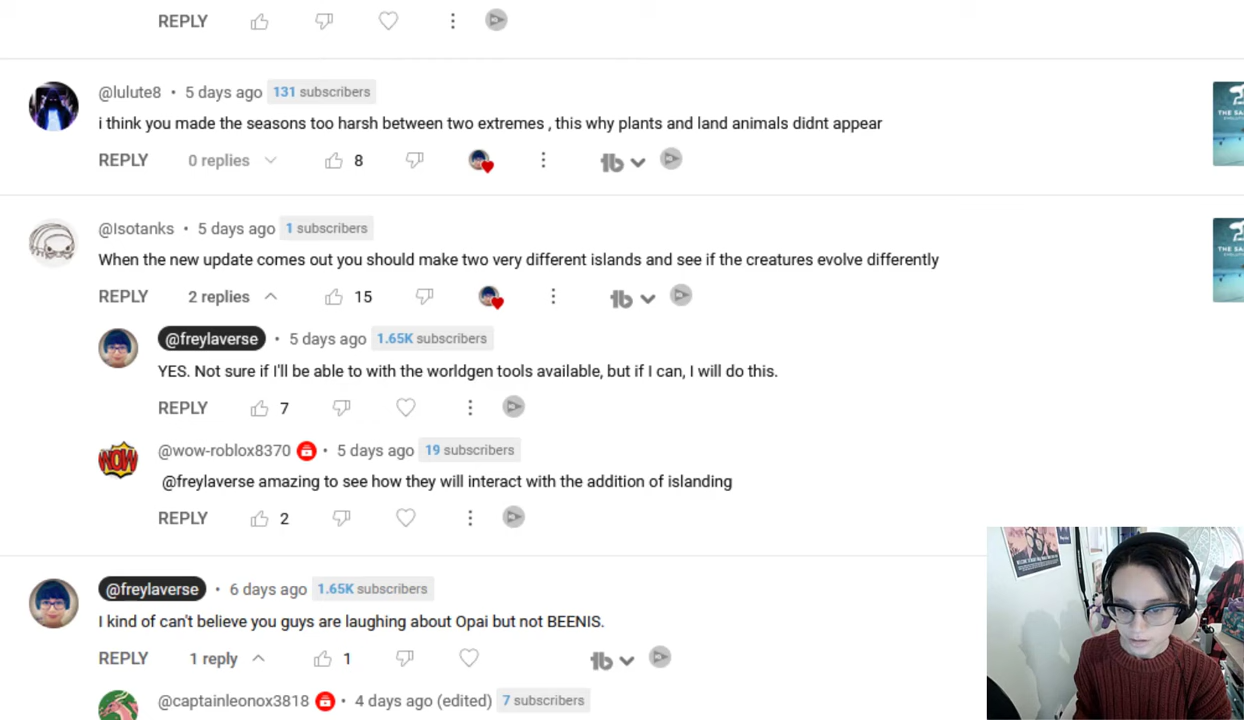 REPLY
@lulute8 • 5 days ago 131 subscribers
i think you made the seasons too harsh between two extremes , this why plants and land animals didnt appear
REPLY 0 replies 8
THE SA
@Isotanks • 5 days ago 1 subscribers
When the new update comes out you should make two very different islands and see if the creatures evolve differently
REPLY 2 replies 15
THE SA
@freylaverse • 5 days ago 1.65K subscribers
YES. Not sure if I'll be able to with the worldgen tools available, but if I can, I will do this.
REPLY 7
WOW
@wow-roblox8370 • 5 days ago 19 subscribers
@freylaverse amazing to see how they will interact with the addition of islanding
REPLY 2
@freylaverse • 6 days ago 1.65K subscribers
I kind of can't believe you guys are laughing about Opai but not BEENIS.
REPLY 1 reply 1
@captainleonox3818 • 4 days ago (edited) 7 subscribers